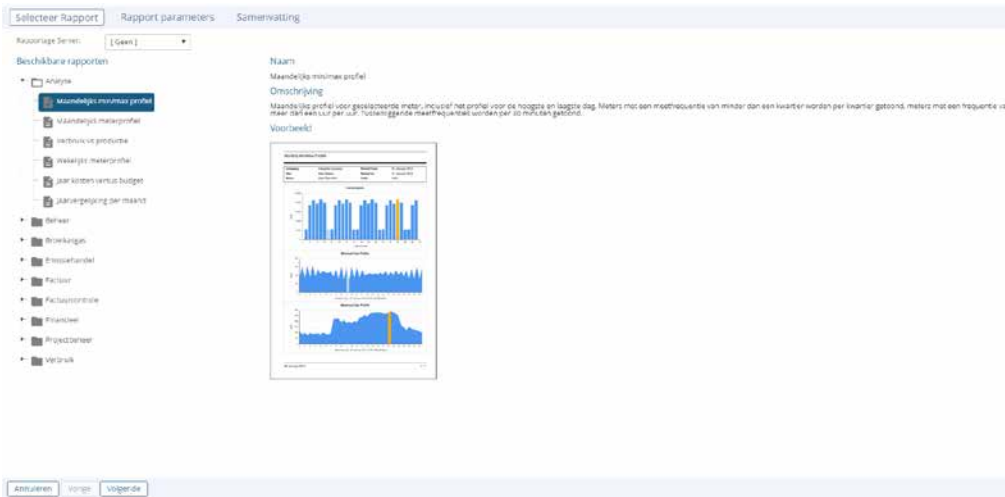 Selecteer Rapport
Rapport parameters
Samenvatting
Rapportage Server:
[ Geen ]
Beschikbare rapporten
Analyse
Maandelijks min/max profiel
Maandelijks meterprofiel
Verbruik vs productie
Wekelijks meterprofiel
Jaar kosten versus budget
Jaarvergelijking per maand
Beheer
Broeikasgas
Emissiehandel
Factuur
Factuurcontrole
Financieel
Projectbeheer
Verbruik
Naam
Maandelijks min/max profiel
Omschrijving
Maandelijks profiel voor geselecteerde meter, inclusief het profiel voor de hoogste en laagste dag. Meters met een meetfrequentie van minder dan een kwartier worden per kwartier getoond, meters met een frequentie
meer dan een uur per uur. Tussenliggende meetfrequenties worden per 30 minuten getoond.
Voorbeeld
Annuleren
Vorige
Volgende